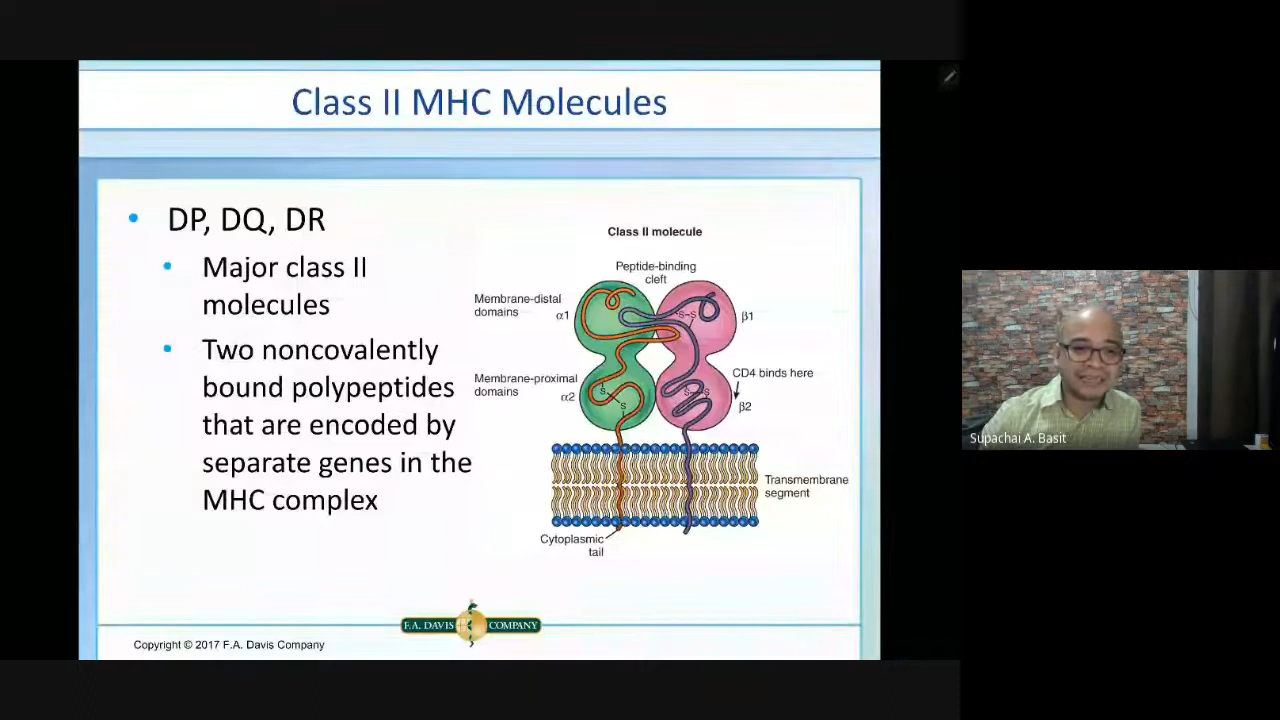 Class II MHC Molecules
• DP, DQ, DR
• Major class II
molecules
• Two noncovalently
bound polypeptides
that are encoded by
separate genes in the
MHC complex
Class II molecule
Peptide-binding
cleft
Membrane-distal
domains
α1
S–S
β1
Membrane-proximal
domains
α2
S
S
S
S
CD4 binds here
β2
Transmembrane
segment
Cytoplasmic
tail
F.A. DAVIS COMPANY
Copyright © 2017 F.A. Davis Company
Supachai A. Basit